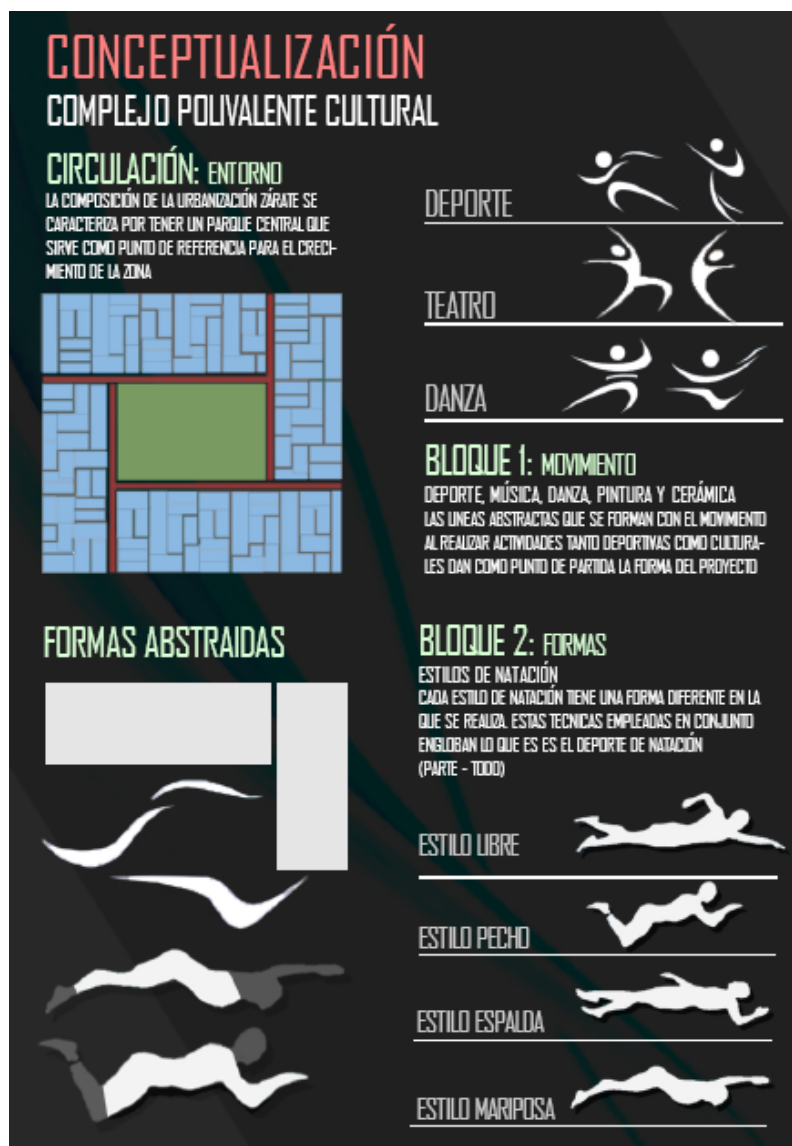 CONCEPTUALIZACIÓN
COMPLEJO POLIVALENTE CULTURAL
CIRCULACIÓN: ENTORNO
LA COMPOSICIÓN DE LA URBANIZACIÓN ZÁRATE SE
CARACTERIZA POR TENER UN PARQUE CENTRAL QUE
SIRVE COMO PUNTO DE REFERENCIA PARA EL CRECI-
MIENTO DE LA ZONA
DEPORTE
TEATRO
DANZA
BLOQUE 1: MOVIMIENTO
DEPORTE, MÚSICA, DANZA, PINTURA Y CERÁMICA
LAS LINEAS ABSTRACTAS QUE SE FORMAN CON EL MOVIMIENTO
AL REALIZAR ACTIVIDADES TANTO DEPORTIVAS COMO CULTURA-
LES DAN COMO PUNTO DE PARTIDA LA FORMA DEL PROYECTO
FORMAS ABSTRAIDAS
BLOQUE 2: FORMAS
ESTILOS DE NATACIÓN
CADA ESTILO DE NATACIÓN TIENE UNA FORMA DIFERENTE EN LA
QUE SE REALIZA. ESTAS TECNICAS EMPLEADAS EN CONJUNTO
ENGLOBAN LO QUE ES ES EL DEPORTE DE NATACIÓN
(PARTE - TODO)
ESTILO LIBRE
ESTILO PECHO
ESTILO ESPALDA
ESTILO MARIPOSA